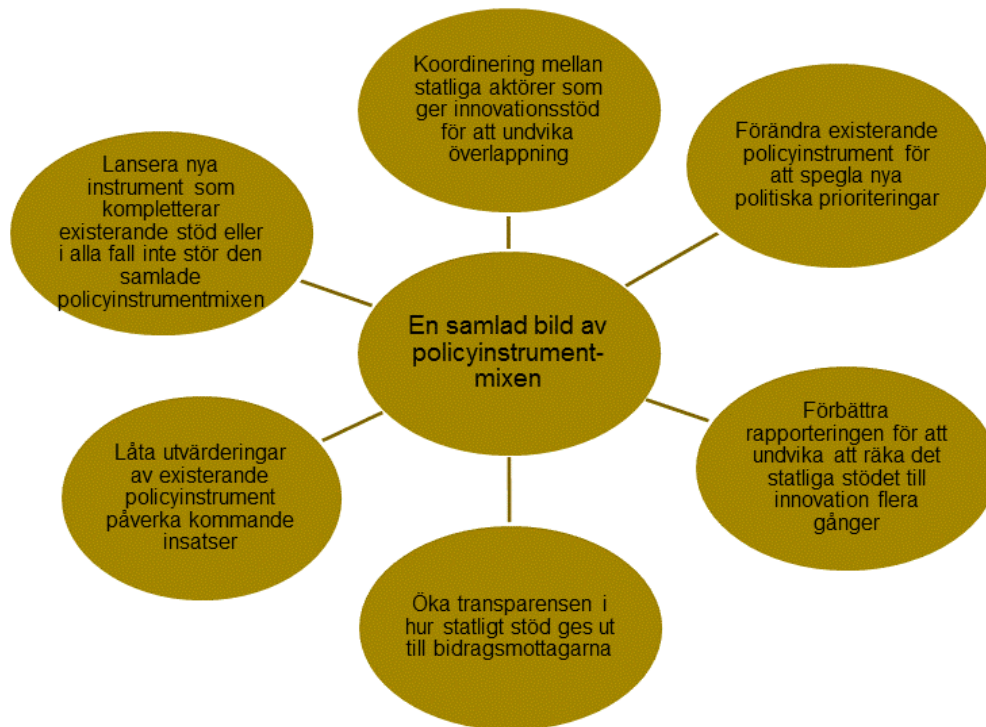 Koordinering mellan
statliga aktörer som
ger innovationsstöd
för att undvika
överlappning
Förändra existerande
policyinstrument för
att spegla nya
politiska prioriteringar
Lansera nya
instrument som
kompletterar
existerande stöd eller
i alla fall inte stör den
samlade
policyinstrumentmixen
En samlad bild av
policyinstrument-
mixen
Förbättra
rapporteringen för att
undvika att räka det
statliga stödet till
innovation flera
gånger
Låta utvärderingar
av existerande
policyinstrument
påverka kommande
insatser
Öka transparensen i
hur statligt stöd ges ut
till bidragsmottagarna